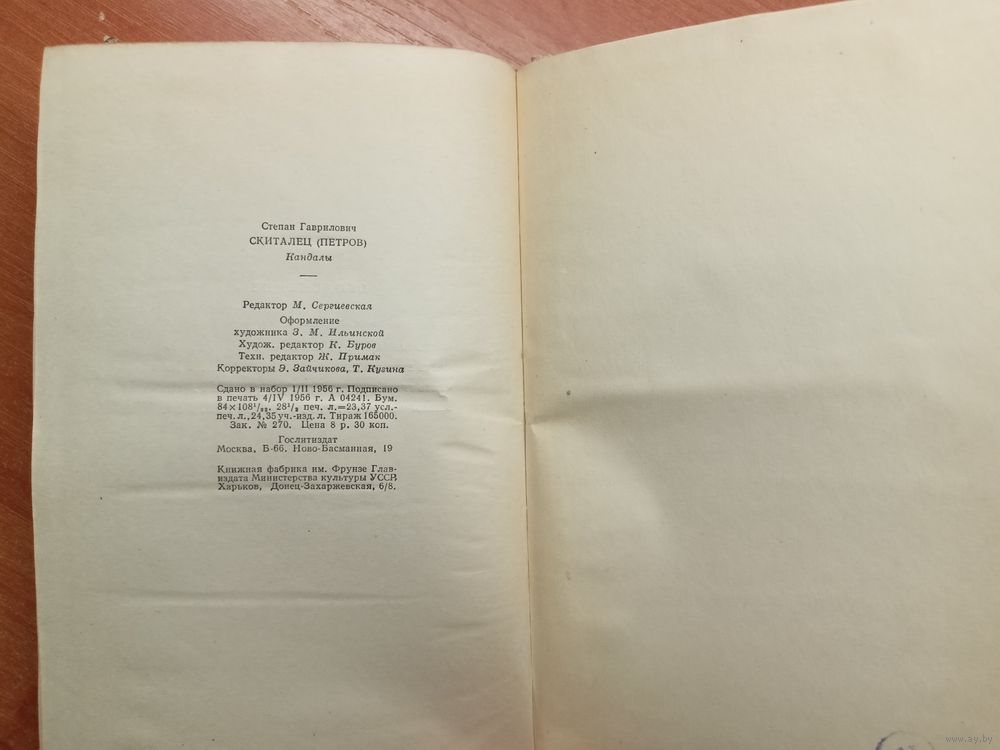 Степан Гаврилович
СКИТАЛЕЦ (ПЕТРОВ)
Кандалы
Редактор М. Сергиевская
Оформление
художника З. М. Ильинской
Худож. редактор К. Буров
Техн. редактор Ж. Примак
Корректоры Э. Зайчикова, Т. Кузина
Сдано в набор 1/II 1956 г. Подписано
в печать 4/IV 1956 г. А 04241. Бум.
84×108¹/₃₂. 28¹/₂ печ. л.=23,37 усл.-
печ. л., 24,35 уч.-изд. л. Тираж 165000.
Зак. № 270. Цена 8 р. 30 коп.
Гослитиздат
Москва, Б-66. Ново-Басманная, 19
Книжная фабрика им. Фрунзе Глав-
издата Министерства культуры УССР,
Харьков, Донец-Захаржевская, 6/8.
www.ay.by